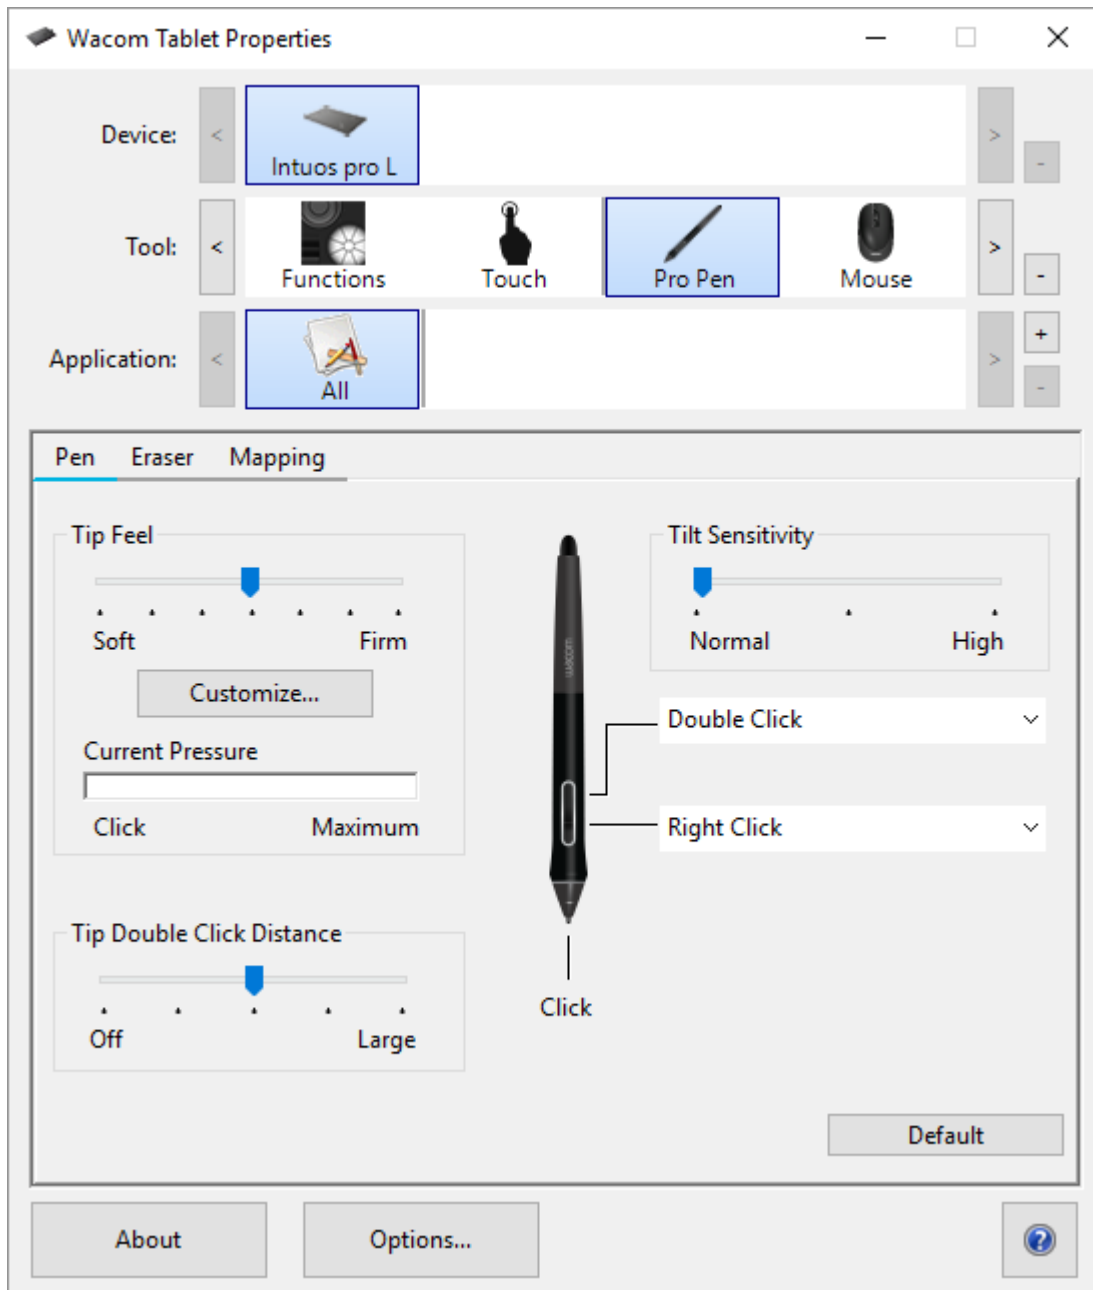 Wacom Tablet Properties
Device:
<
Intuos pro L
>
-
Tool:
<
Functions
Touch
Pro Pen
Mouse
>
-
Application:
<
All
>
+
-
Pen Eraser Mapping
Tip Feel
Soft Firm
Customize...
Current Pressure
Click Maximum
Tip Double Click Distance
Off Large
wacom
Click
Tilt Sensitivity
Normal High
Double Click
Right Click
Default
About
Options...
?